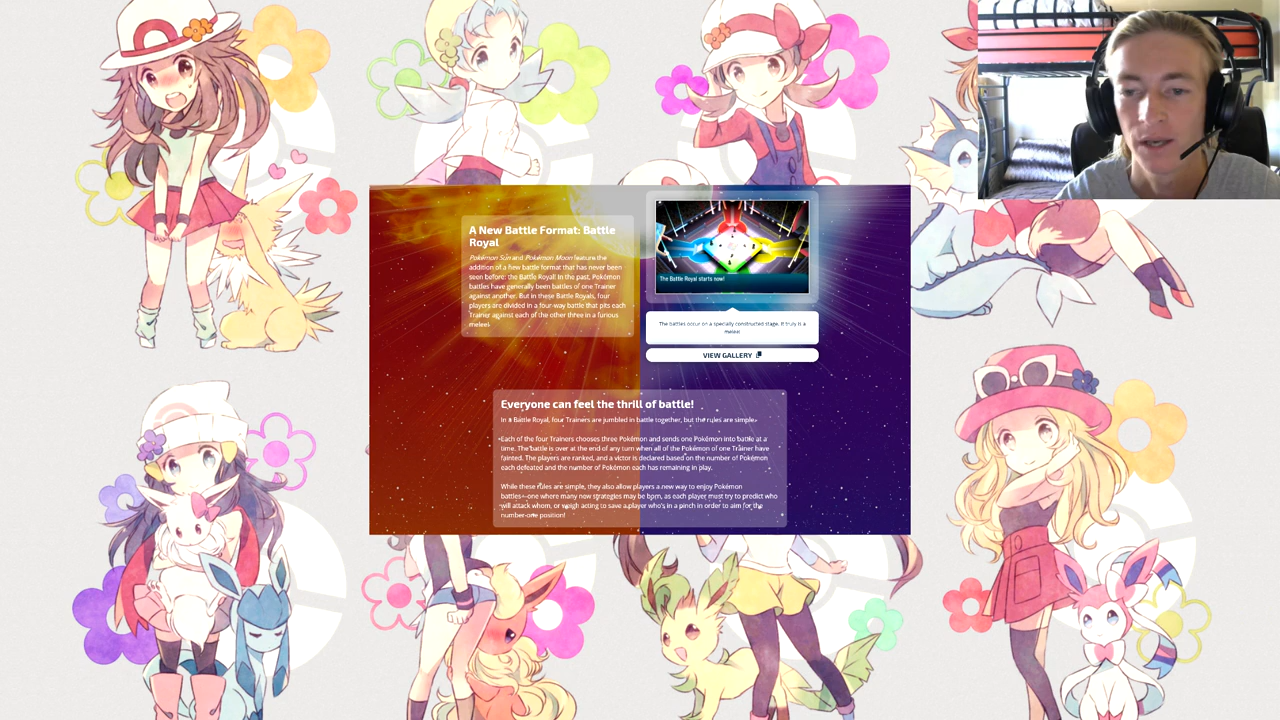 A New Battle Format: Battle
Royal
Pokémon Sun and Pokémon Moon feature the
addition of a new battle format that has never been
seen before: the Battle Royal! In the past, Pokémon
battles have generally been battles of one Trainer
against another. But in these Battle Royals, four
players are divided in a four-way battle that pits each
Trainer against each of the other three in a furious
melee!
The Battle Royal starts now!
The battles occur on a specially constructed stage. It truly is a
melee!
VIEW GALLERY
Everyone can feel the thrill of battle!
In a Battle Royal, four Trainers are jumbled in battle together, but the rules are simple.
Each of the four Trainers chooses three Pokémon and sends one Pokémon into battle at a
time. The battle is over at the end of any turn when all of the Pokémon of one Trainer have
fainted. The players are ranked, and a victor is declared based on the number of Pokémon
each defeated and the number of Pokémon each has remaining in play.
While these rules are simple, they also allow players a new way to enjoy Pokémon
battles—one where many new strategies may be born, as each player must try to predict who
will attack whom, or weigh acting to save a player who's in a pinch in order to aim for the
number-one position!